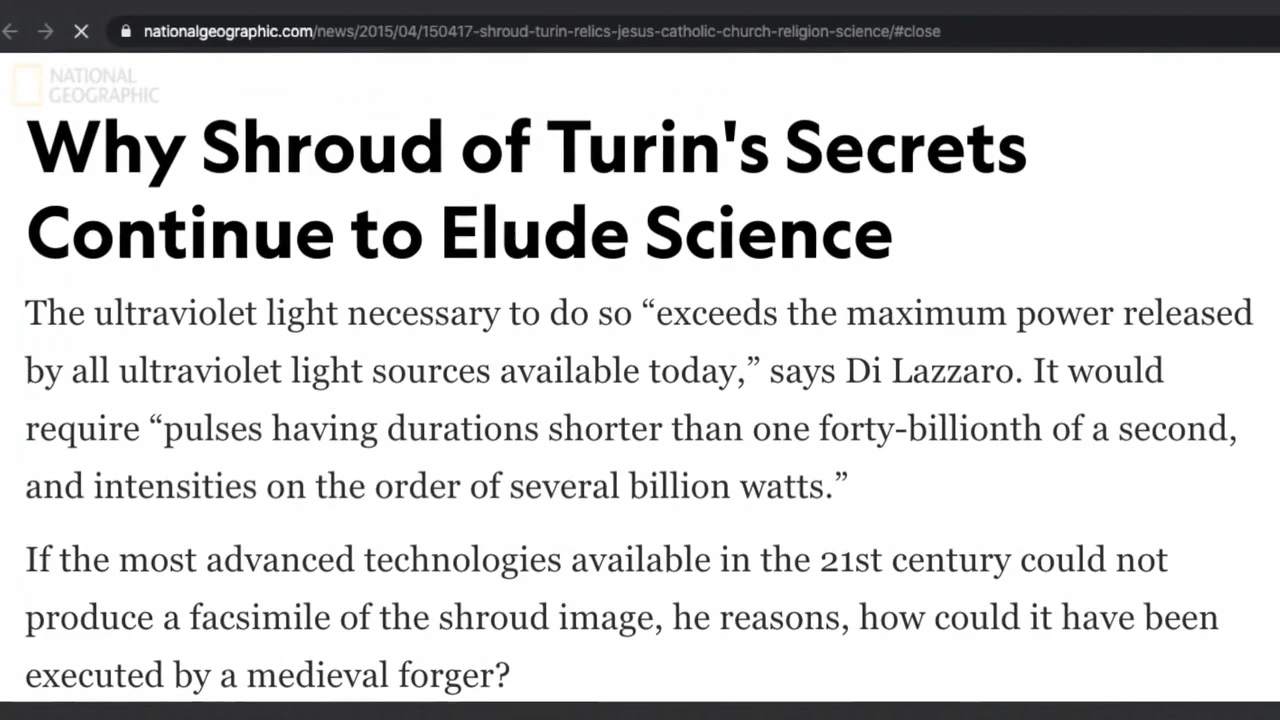 nationalgeographic.com/news/2015/04/150417-shroud-turin-relics-jesus-catholic-church-religion-science/#close
NATIONAL
GEOGRAPHIC
Why Shroud of Turin's Secrets
Continue to Elude Science
The ultraviolet light necessary to do so “exceeds the maximum power released
by all ultraviolet light sources available today,” says Di Lazzaro. It would
require “pulses having durations shorter than one forty-billionth of a second,
and intensities on the order of several billion watts.”
If the most advanced technologies available in the 21st century could not
produce a facsimile of the shroud image, he reasons, how could it have been
executed by a medieval forger?